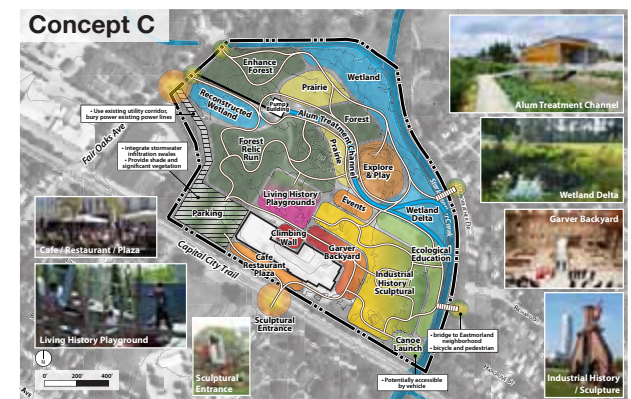 Concept C
Enhance
Forest
Wetland
Prairie
Reconstructed
Wetland
Pump
Building
Alum Treatment Channel
Forest
Alum Treatment Channel
• Use existing utility corridor,
bury power existing power lines
Fair Oaks Ave
• integrate stormwater
infiltration swales
• Provide shade and
significant vegetation
Forest
Relic
Run
Prairie
Explore
& Play
Wetland Delta
Living History
Playgrounds
Events
Wetland
Delta
Parking
Garver Backyard
Cafe / Restaurant / Plaza
Capital City Trail
Climbing
Wall
Garver
Backyard
Ecological
Education
Cafe
Restaurant
Plaza
Industrial
History /
Sculptural
Living History Playground
Sculptural
Entrance
Canoe
Launch
• bridge to Eastmorland
neighborhood
• bicycle and pedestrian
N
0'
200'
400'
Sculptural
Entrance
• Potentially accessible
by vehicle
Industrial History
/ Sculpture
Ave